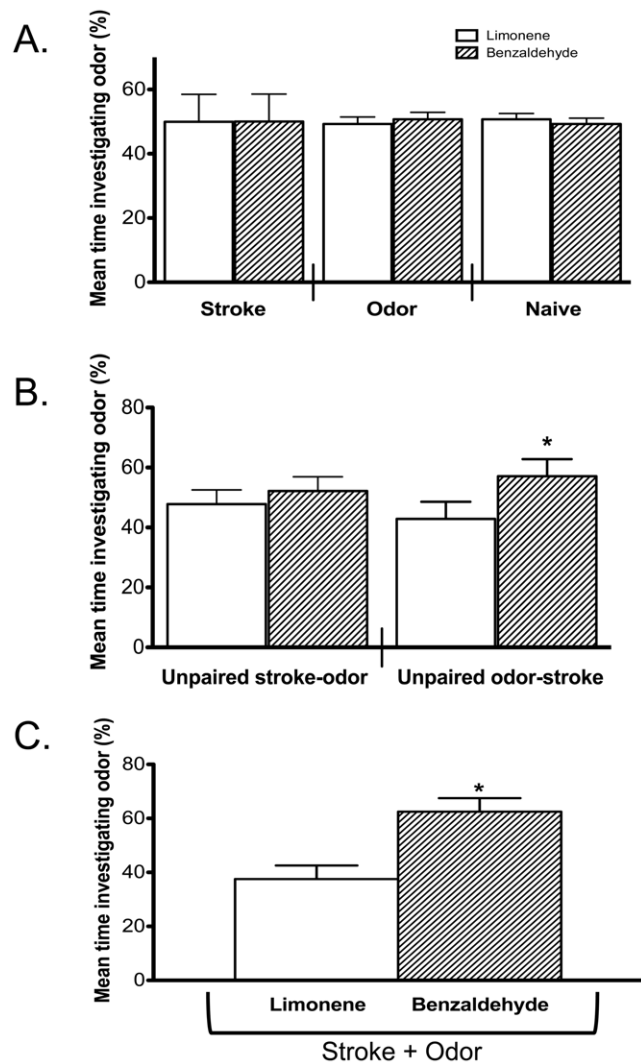 A.
Limonene
Benzaldehyde
Mean time investigating odor (%)
60
40
20
0
Stroke Odor Naive
B.
Mean time investigating odor (%)
80
60
40
20
0
*
Unpaired stroke-odor Unpaired odor-stroke
C.
Mean time investigating odor (%)
80
60
40
20
0
*
Limonene Benzaldehyde
Stroke + Odor